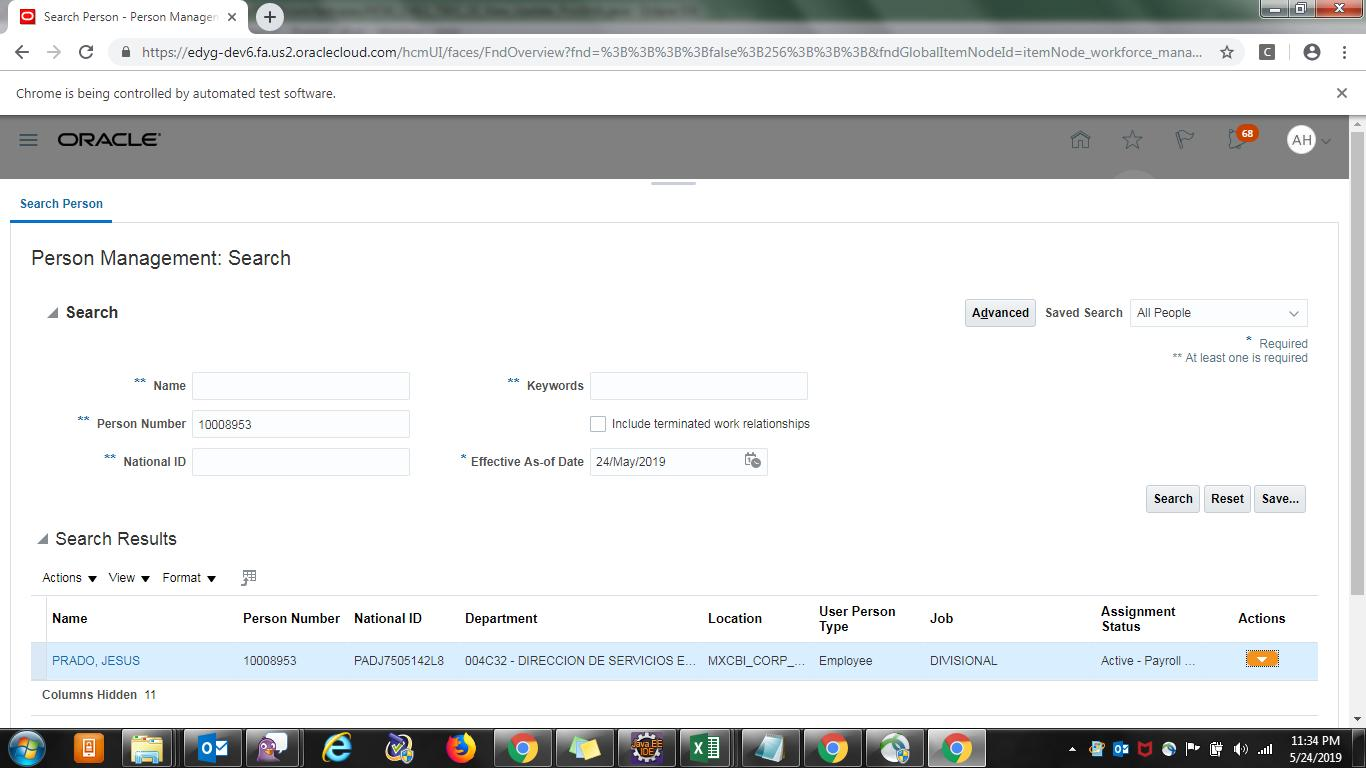 Search Person - Person Managen
https://edyg-dev6.fa.us2.oraclecloud.com/hcmUI/faces/FndOverview?fnd=%3B%3B%3B%3Bfalse%3B256%3B%3B%3B&fndGlobalItemNodeId=itemNode_workforce_mana...
C
Chrome is being controlled by automated test software.
ORACLE
68
AH
Search Person
Person Management: Search
Search
Advanced Saved Search All People
* Required
** At least one is required
** Name
** Keywords
** Person Number 10008953
Include terminated work relationships
** National ID
* Effective As-of Date 24/May/2019
Search Reset Save...
Search Results
Actions View Format
Name Person Number National ID Department Location User Person Type Job Assignment Status Actions
PRADO, JESUS 10008953 PADJ7505142L8 004C32 - DIRECCION DE SERVICIOS E... MXCBI_CORP_... Employee DIVISIONAL Active - Payroll ...
Columns Hidden 11
Java EE
IDE
11:34 PM
5/24/2019